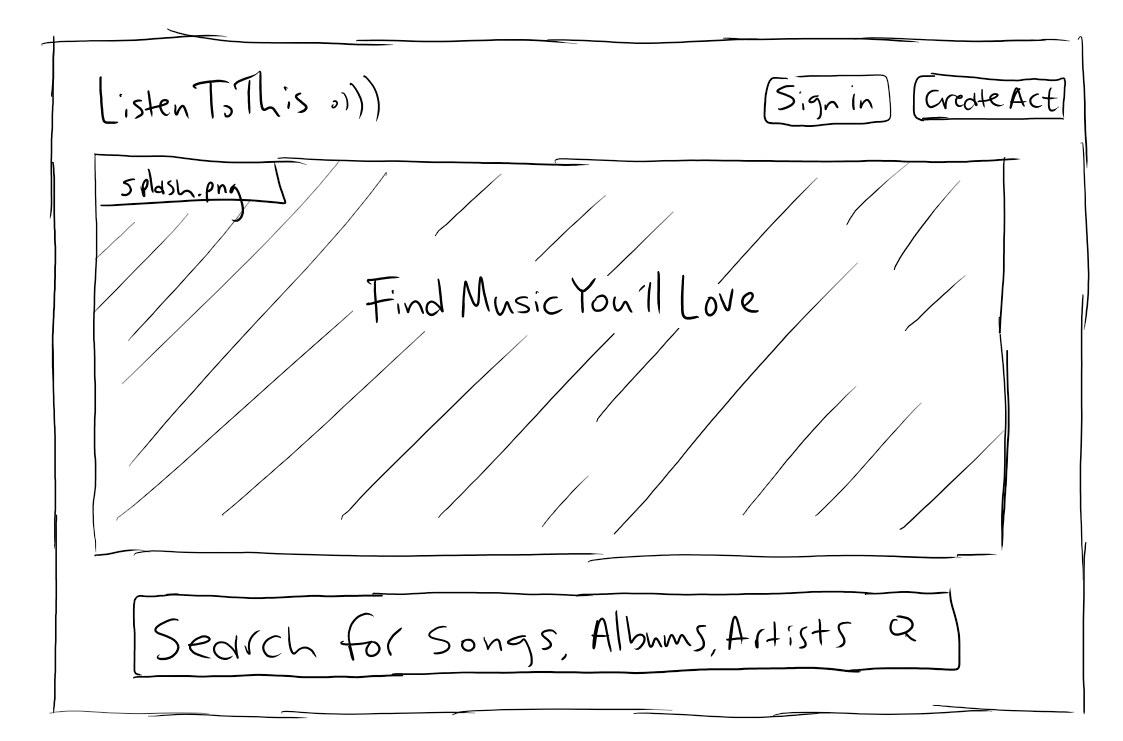 ListenToThis
Sign in
Create Act
splash.png
Find Music You'll Love
Search for Songs, Albums, Artists